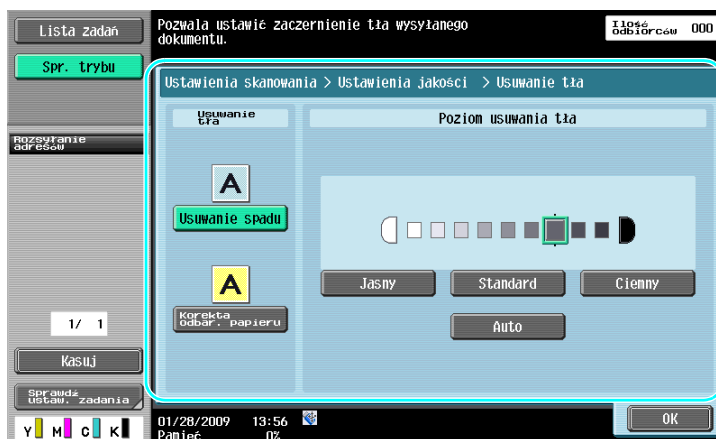 Lista zadań
Pozwala ustawić zaczernienie tła wysyłanego
dokumentu.
Ilość
odbiorców
000
Spr. trybu
Ustawienia skanowania > Ustawienia jakości > Usuwanie tła
Usuwanie
tła
Poziom usuwania tła
Rozsyłanie
adresów
A
Usuwanie spadu
A
Korekta
odbar. papieru
Jasny
Standard
Ciemny
Auto
1/ 1
Kasuj
Sprawdź
ustaw. zadania
Y M C K
01/28/2009 13:56
Pamięć 0%
OK